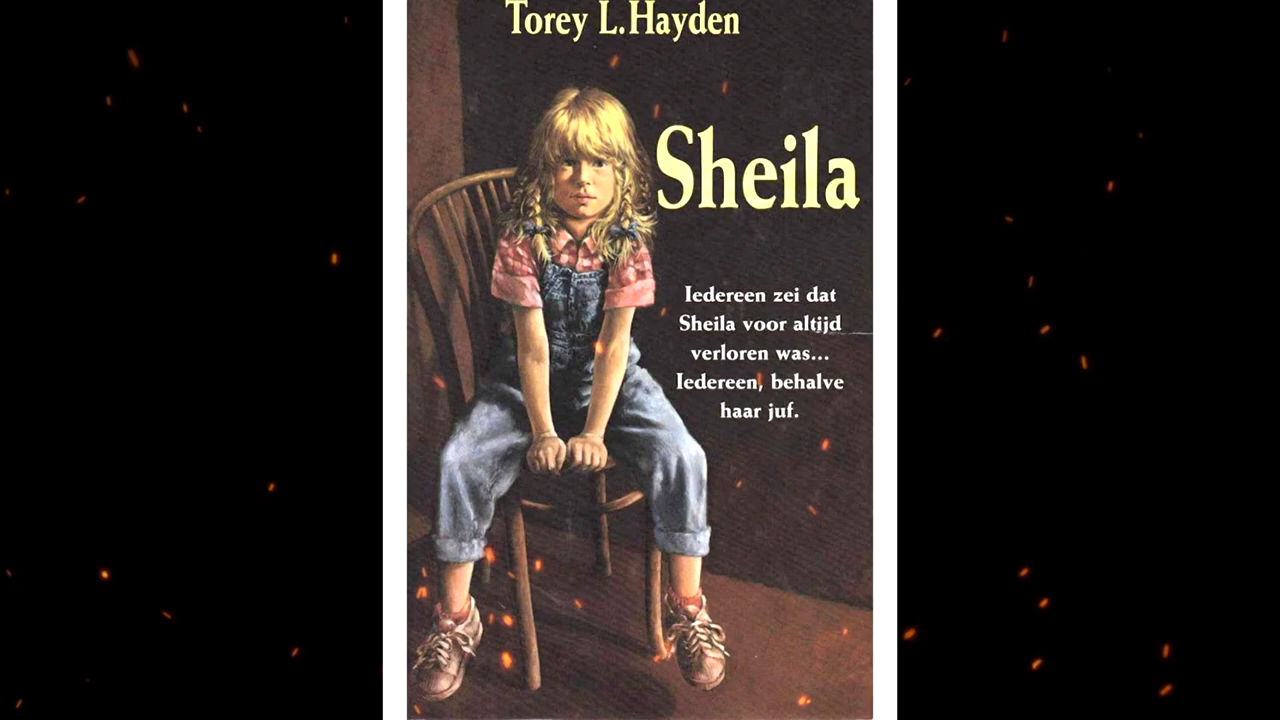 Torey L.Hayden
Sheila
Iedereen zei dat
Sheila voor altijd
verloren was...
Iedereen, behalve
haar juf.